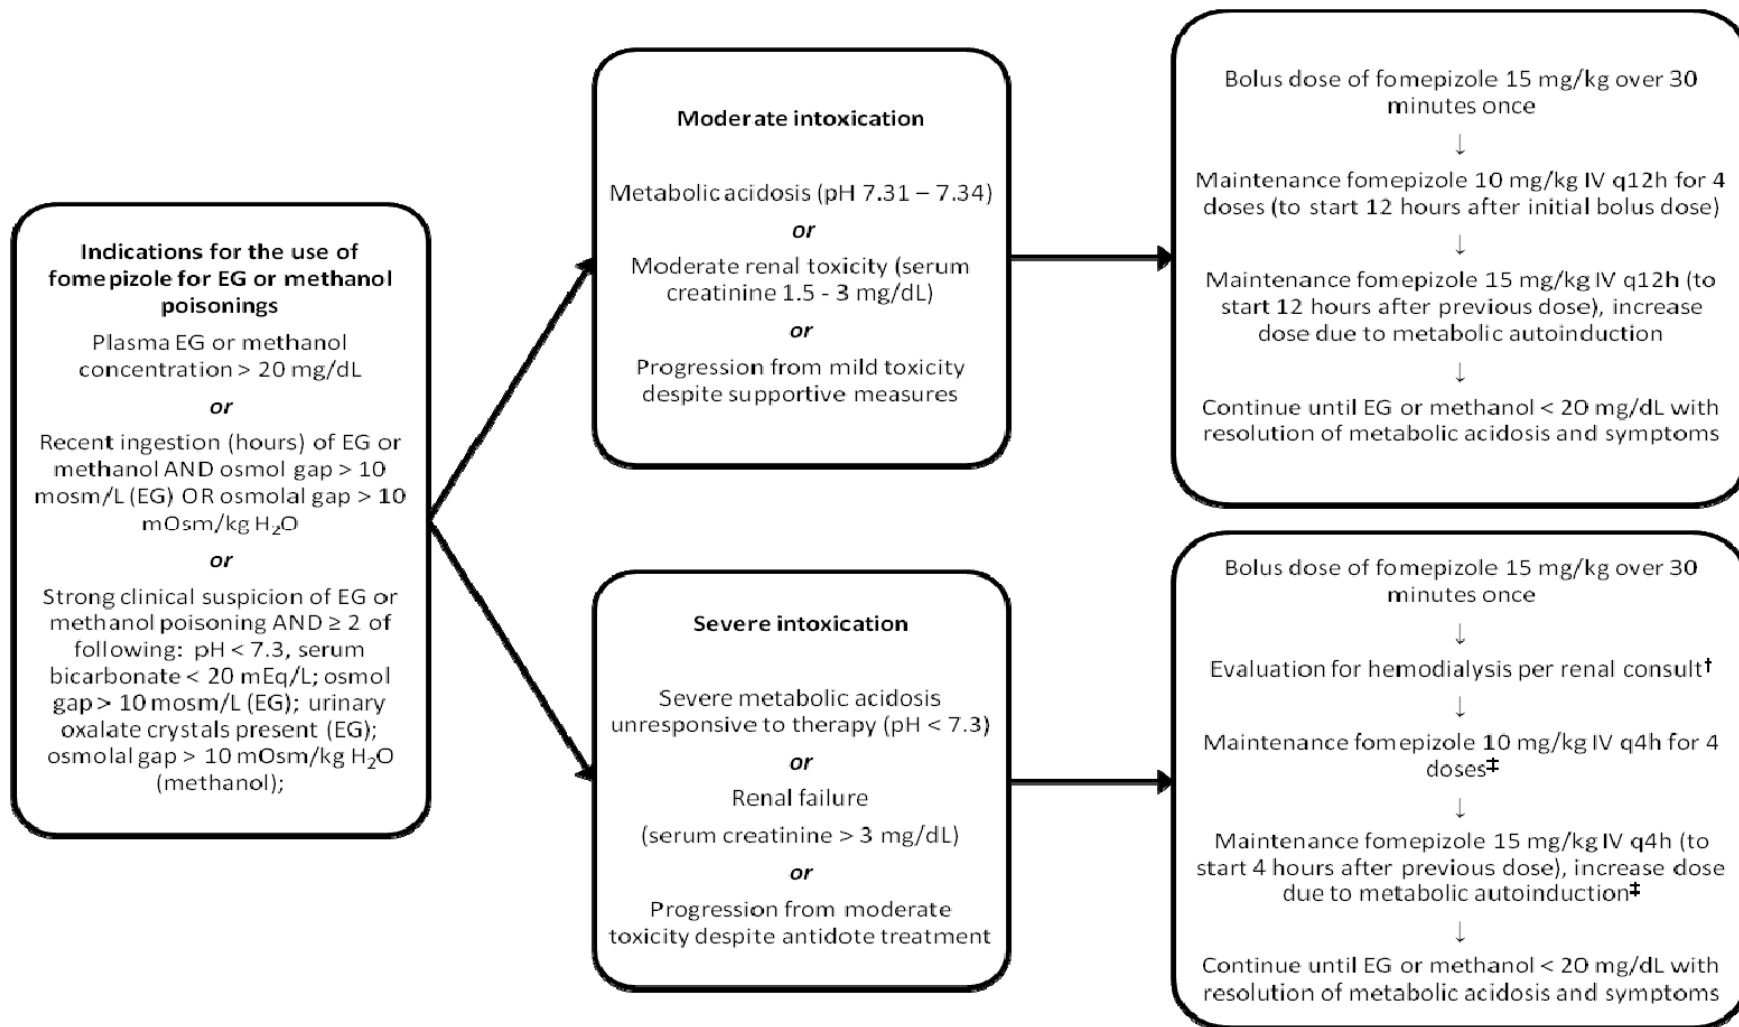 Indications for the use of
fomepizole for EG or methanol
poisonings
Plasma EG or methanol
concentration > 20 mg/dL
or
Recent ingestion (hours) of EG or
methanol AND osmol gap > 10
mosm/L (EG) OR osmolal gap > 10
mOsm/kg H₂O
or
Strong clinical suspicion of EG or
methanol poisoning AND ≥ 2 of
following: pH < 7.3, serum
bicarbonate < 20 mEq/L; osmol
gap > 10 mosm/L (EG); urinary
oxalate crystals present (EG);
osmolal gap > 10 mOsm/kg H₂O
(methanol);
Moderate intoxication
Metabolic acidosis (pH 7.31 – 7.34)
or
Moderate renal toxicity (serum
creatinine 1.5 - 3 mg/dL)
or
Progression from mild toxicity
despite supportive measures
Bolus dose of fomepizole 15 mg/kg over 30
minutes once
↓
Maintenance fomepizole 10 mg/kg IV q12h for 4
doses (to start 12 hours after initial bolus dose)
↓
Maintenance fomepizole 15 mg/kg IV q12h (to
start 12 hours after previous dose), increase
dose due to metabolic autoinduction
↓
Continue until EG or methanol < 20 mg/dL with
resolution of metabolic acidosis and symptoms
Severe intoxication
Severe metabolic acidosis
unresponsive to therapy (pH < 7.3)
or
Renal failure
(serum creatinine > 3 mg/dL)
or
Progression from moderate
toxicity despite antidote treatment
Bolus dose of fomepizole 15 mg/kg over 30
minutes once
↓
Evaluation for hemodialysis per renal consult†
↓
Maintenance fomepizole 10 mg/kg IV q4h for 4
doses‡
↓
Maintenance fomepizole 15 mg/kg IV q4h (to
start 4 hours after previous dose), increase dose
due to metabolic autoinduction‡
↓
Continue until EG or methanol < 20 mg/dL with
resolution of metabolic acidosis and symptoms